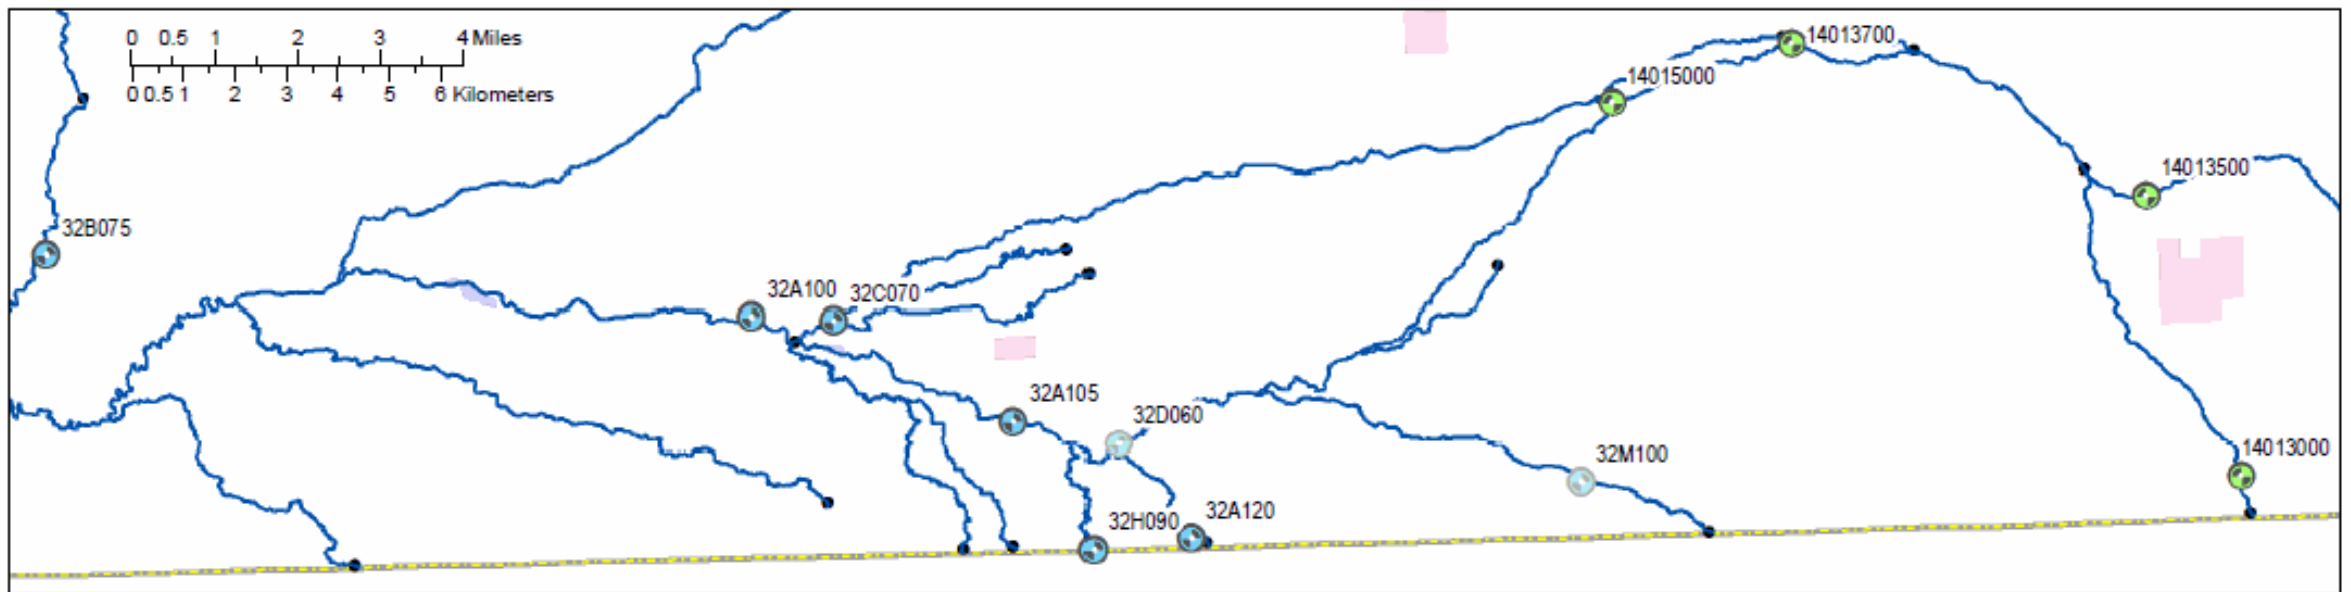 0 0.5 1 2 3 4 Miles
0 0.5 1 2 3 4 5 6 Kilometers
14013700
14015000
14013500
32B075
32A100
32C070
32A105
32D060
14013000
32M100
32A120
32H090